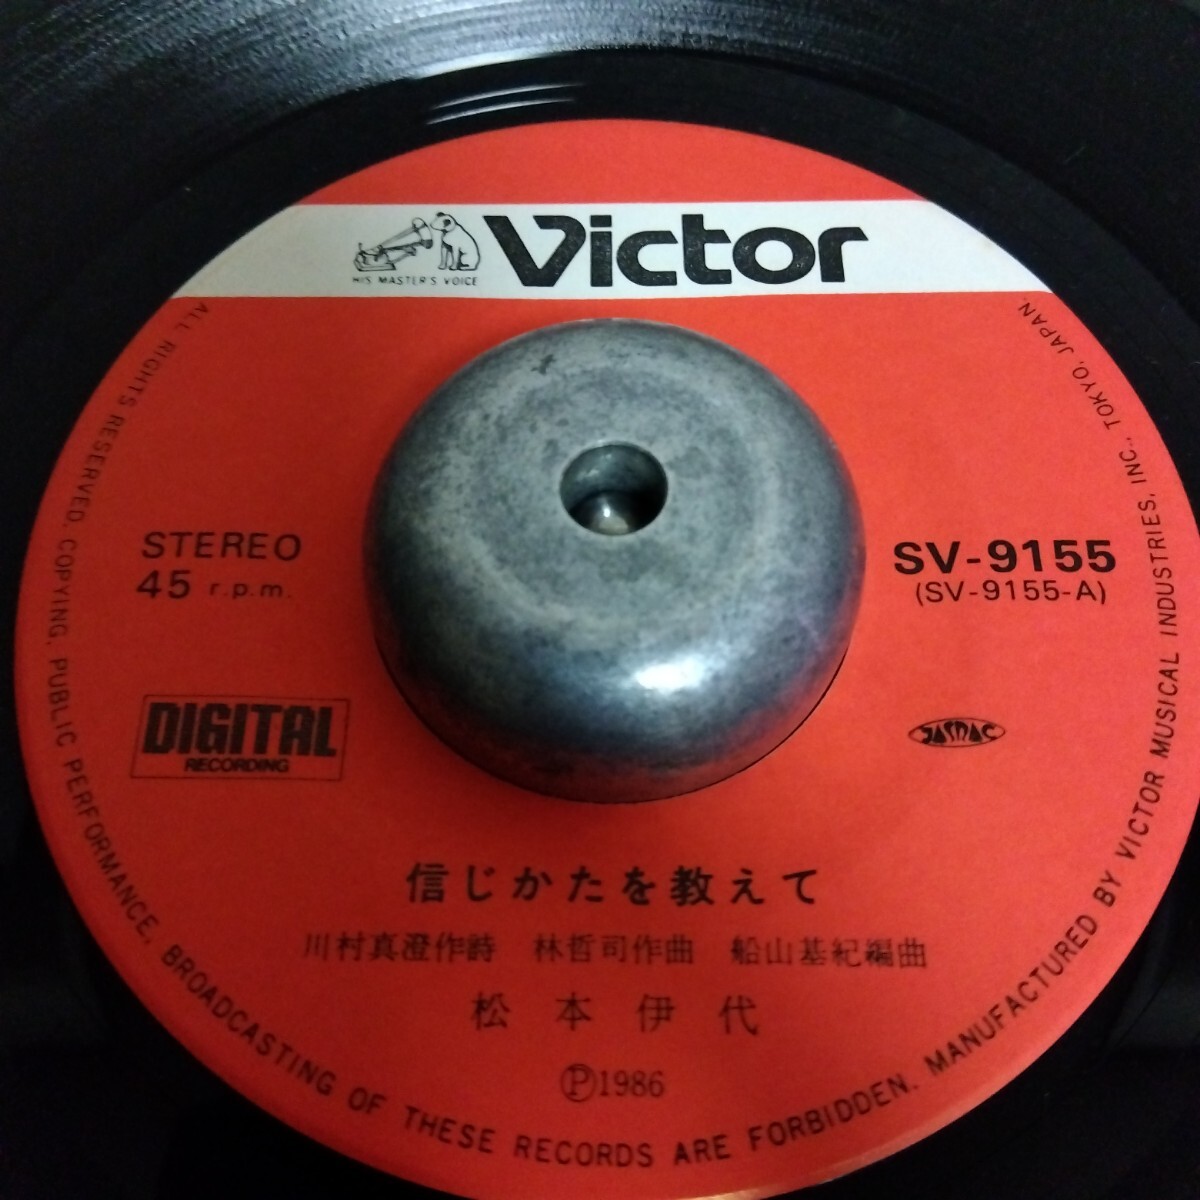 HIS MASTER'S VOICE
Victor
STEREO
45 r.p.m.
SV-9155
(SV-9155-A)
DIGITAL
RECORDING
JASRAC
信じかたを教えて
川村真澄作詩 林哲司作曲 船山基紀編曲
松本伊代
Ⓟ1986
ALL RIGHTS RESERVED. COPYING, PUBLIC PERFORMANCE, BROADCASTING OF THESE RECORDS ARE FORBIDDEN. MANUFACTURED BY VICTOR MUSICAL INDUSTRIES, INC., TOKYO, JAPAN.